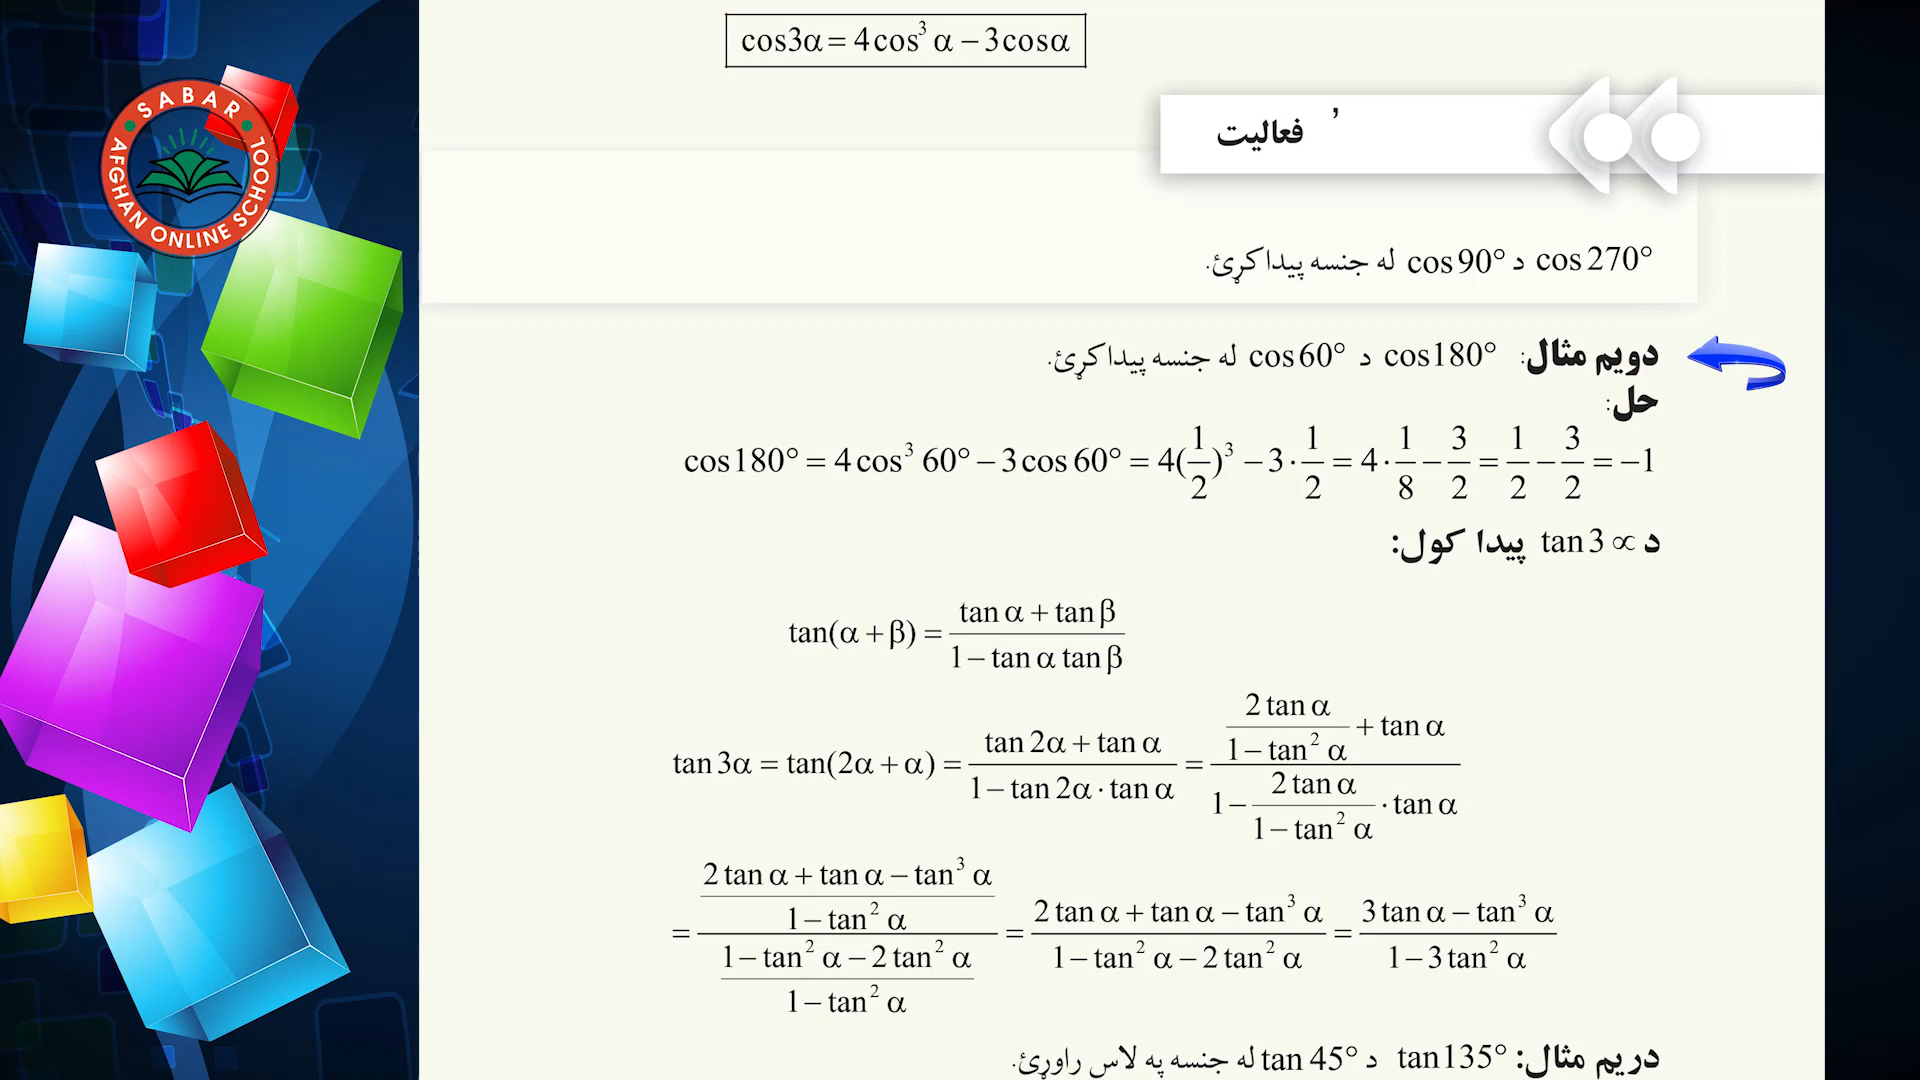 SABAR
AFGHAN ONLINE SCHOOL
cos3α = 4cos³ α − 3cosα
فعالیت
cos 270° د cos 90° له جنسه پیدا کړئ.
دویم مثال: cos180° د cos 60° له جنسه پیدا کړئ.
حل:
cos180° = 4cos³ 60° − 3cos 60° = 4(1/2)³ − 3·1/2 = 4·1/8 − 3/2 = 1/2 − 3/2 = −1
د tan 3 ∝ پیدا کول:
tan(α + β) = (tan α + tan β)/(1 − tan α tan β)
tan 3α = tan(2α + α) = (tan 2α + tan α)/(1 − tan 2α · tan α) = ((2 tan α)/(1 − tan² α) + tan α)/(1 − (2 tan α)/(1 − tan² α) · tan α)
= ((2 tan α + tan α − tan³ α)/(1 − tan² α))/((1 − tan² α − 2 tan² α)/(1 − tan² α)) = (2 tan α + tan α − tan³ α)/(1 − tan² α − 2 tan² α) = (3 tan α − tan³ α)/(1 − 3 tan² α)
دریم مثال: tan135° د tan 45° له جنسه په لاس راوړئ.